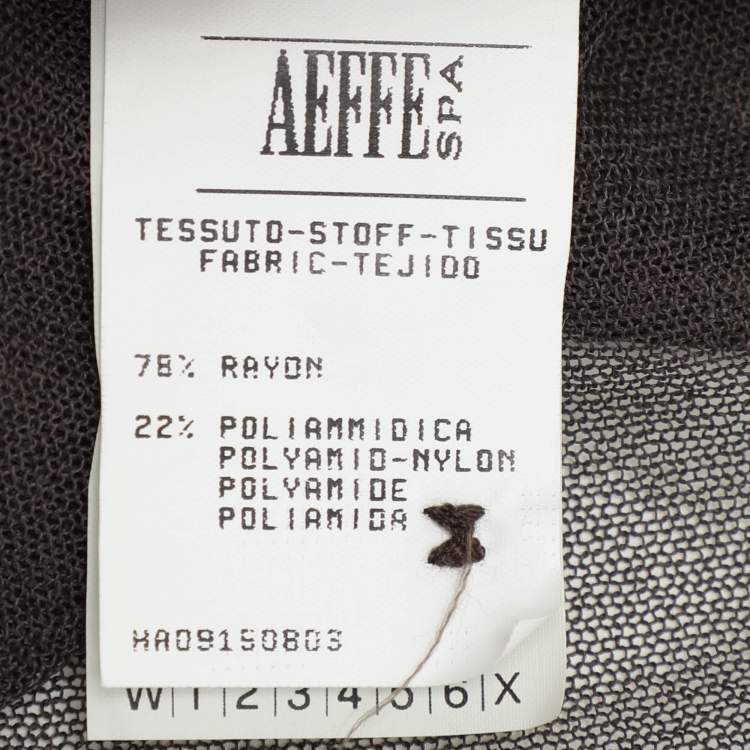 AEFFE SPA
TESSUTO-STOFF-TISSU
FABRIC-TEJIDO
78% RAYON
22% POLIAMMIDICA
POLYAMID-NYLON
POLYAMIDE
POLIAMIDA
HA09150803
W|1|2|3|4|5|6|X